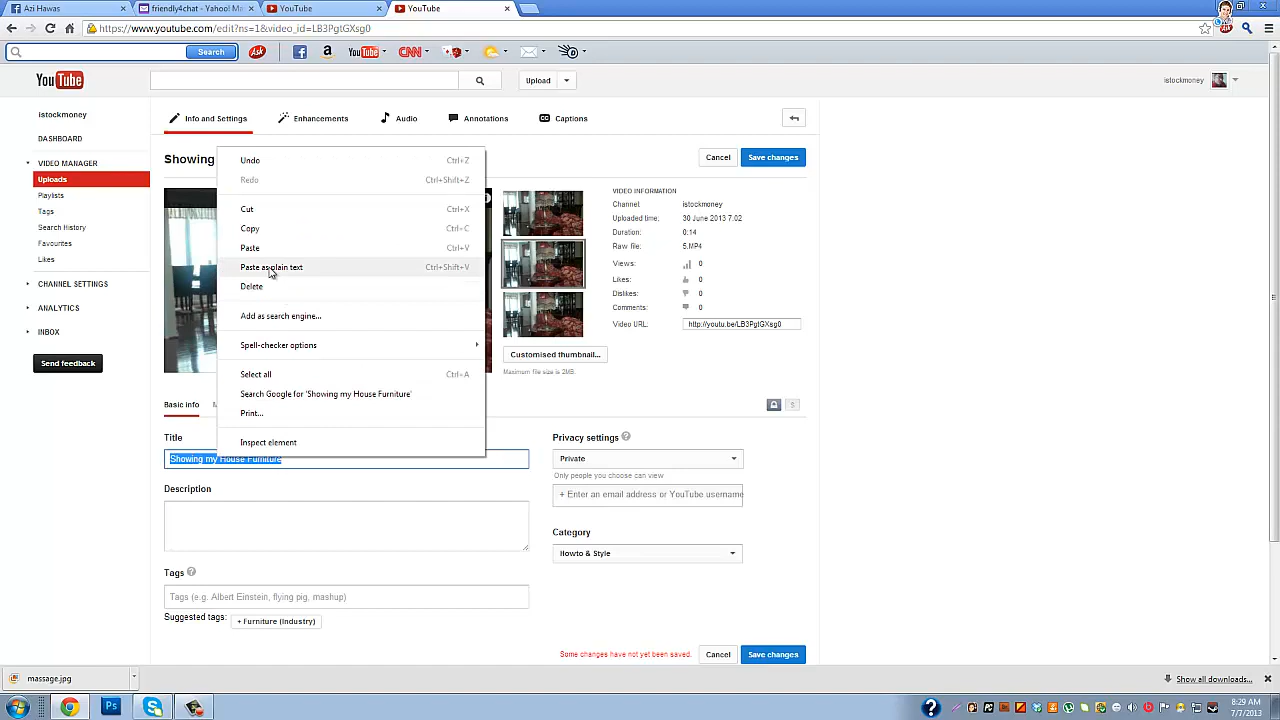 Azi Hawas
friendly4chat - Yahoo! Ma
YouTube
YouTube
https://www.youtube.com/edit?ns=1&video_id=LB3PgtGXsg0
Search
Ask
YouTube
CNN
YouTube
Upload
istockmoney
istockmoney
DASHBOARD
VIDEO MANAGER
Uploads
Playlists
Tags
Search History
Favourites
Likes
CHANNEL SETTINGS
ANALYTICS
INBOX
Send feedback
Info and Settings
Enhancements
Audio
Annotations
Captions
Showing
Cancel
Save changes
Undo Ctrl+Z
Redo Ctrl+Shift+Z
Cut Ctrl+X
Copy Ctrl+C
Paste Ctrl+V
Paste as plain text Ctrl+Shift+V
Delete
Add as search engine...
Spell-checker options
Select all Ctrl+A
Search Google for 'Showing my House Furniture'
Print...
Inspect element
VIDEO INFORMATION
Channel istockmoney
Uploaded time: 30 June 2013 7.02
Duration: 0:14
Raw file: 5.MP4
Views: 0
Likes: 0
Dislikes: 0
Comments: 0
Video URL: http://youtu.be/LB3PgtGXsg0
Customised thumbnail...
Maximum file size is 2MB.
Basic info
Title
Showing my House Furniture
Description
Tags
Tags (e.g. Albert Einstein, flying pig, mashup)
Suggested tags: + Furniture (Industry)
Privacy settings
Private
Only people you choose can view
+ Enter an email address or YouTube username
Category
Howto & Style
Some changes have not yet been saved.
Cancel
Save changes
massage.jpg
Show all downloads...
Ps
8:29 AM
7/7/2013